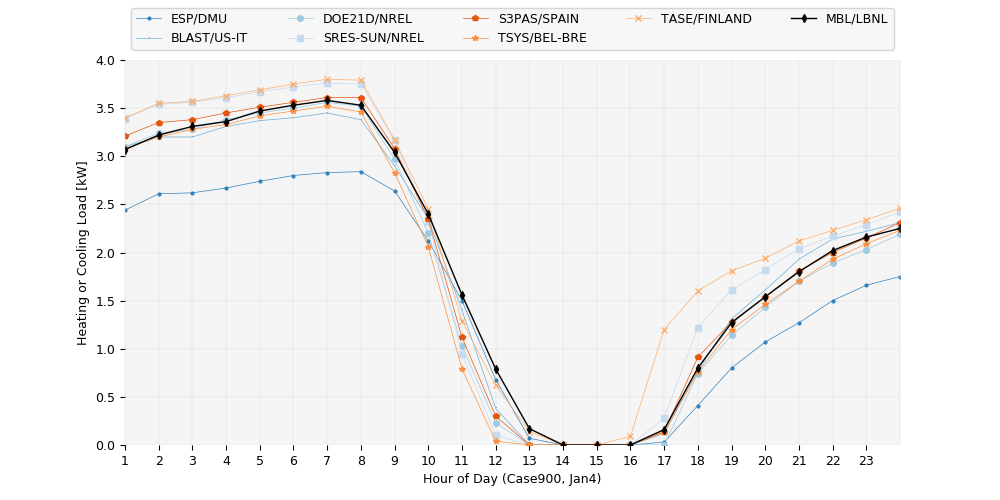 ESP/DMU DOE21D/NREL S3PAS/SPAIN TASE/FINLAND MBL/LBNL
BLAST/US-IT SRES-SUN/NREL TSYS/BEL-BRE
4.0
3.5
3.0
2.5
2.0
1.5
1.0
0.5
0.0
Heating or Cooling Load [kW]
1 2 3 4 5 6 7 8 9 10 11 12 13 14 15 16 17 18 19 20 21 22 23
Hour of Day (Case900, Jan4)